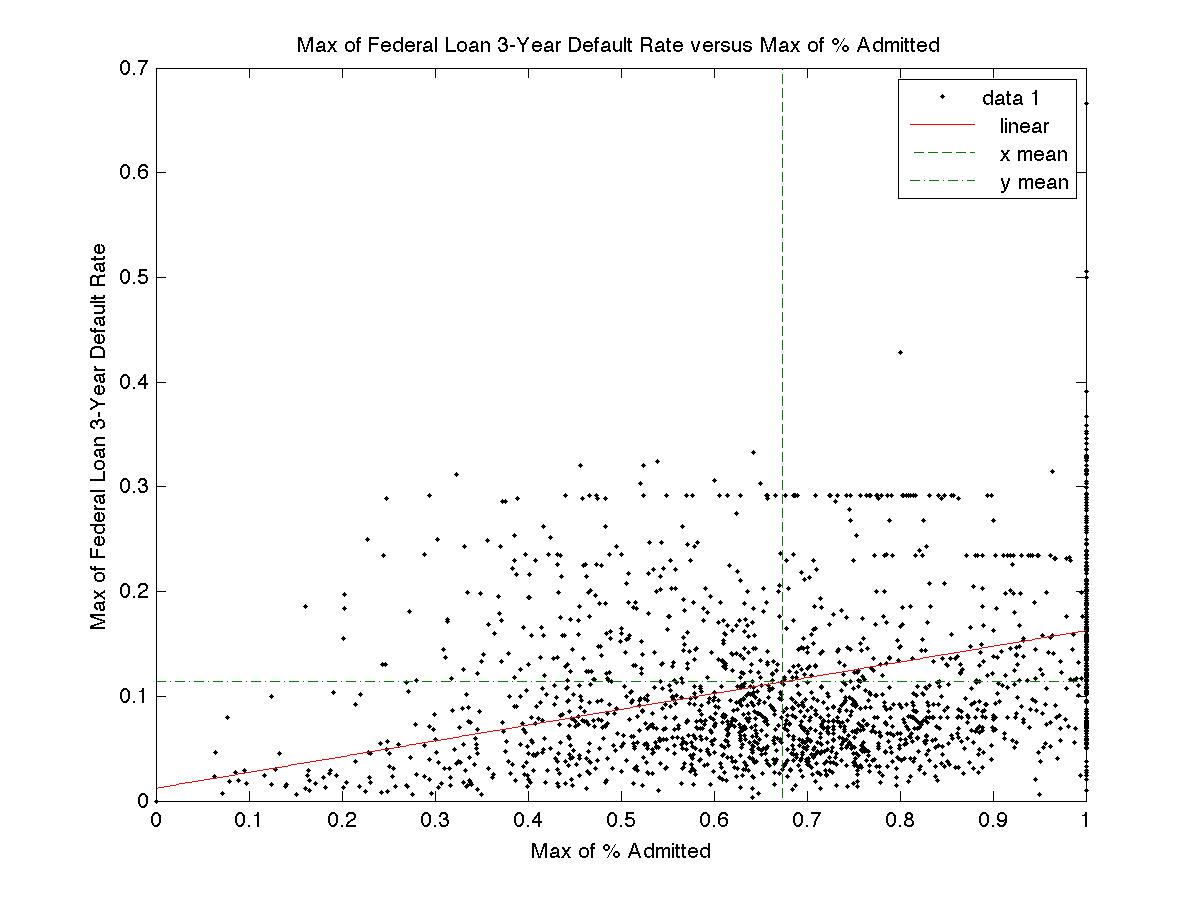 Max of Federal Loan 3-Year Default Rate versus Max of % Admitted
0.7
0.6
0.5
0.4
0.3
0.2
0.1
0
Max of Federal Loan 3-Year Default Rate
data 1
linear
x mean
y mean
0 0.1 0.2 0.3 0.4 0.5 0.6 0.7 0.8 0.9 1
Max of % Admitted